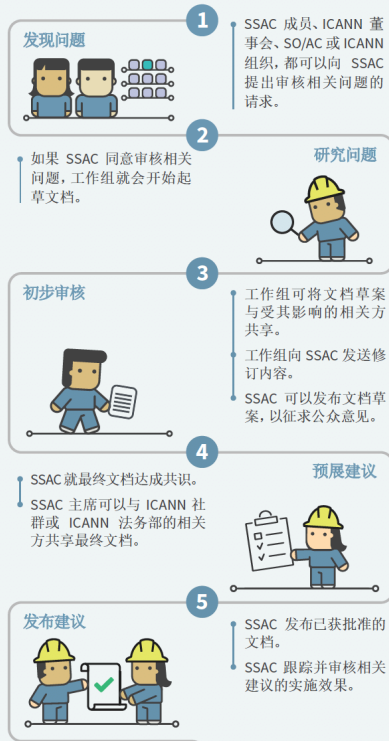 1
发现问题
SSAC 成员、ICANN 董
事会、SO/AC 或 ICANN
组织，都可以向 SSAC
提出审核相关问题的
请求。
2
研究问题
如果 SSAC 同意审核相关
问题，工作组就会开始起
草文档。
3
初步审核
工作组可将文档草案
与受其影响的相关方
共享。
工作组向 SSAC 发送修
订内容。
SSAC 可以发布文档草
案，以征求公众意见。
4
预展建议
SSAC 就最终文档达成共识。
SSAC 主席可以与 ICANN 社
群或 ICANN 法务部的相关
方共享最终文档。
5
发布建议
SSAC 发布已获批准的
文档。
SSAC 跟踪并审核相关
建议的实施效果。